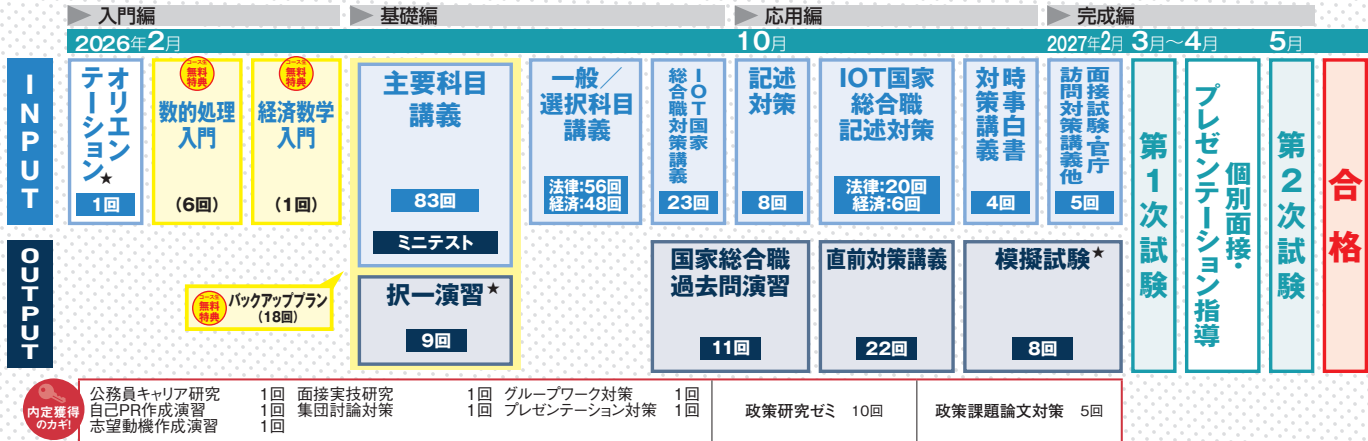 入門編
基礎編
応用編
完成編
2026年2月
10月
2027年2月
3月～4月
5月
INPUT
オリエンテーション★
1回
コース生
無料
特典
数的処理
入門
(6回)
コース生
無料
特典
経済数学
入門
(1回)
主要科目
講義
83回
ミニテスト
一般／
選択科目
講義
法律:56回
経済:48回
IOT国家
総合職対策講義
23回
記述
対策
8回
IOT国家
総合職
記述対策
法律:20回
経済:6回
時事白書
対策講義
4回
面接試験・官庁
訪問対策講義他
5回
第1次試験
個別面接・
プレゼンテーション指導
第2次試験
合格
OUTPUT
コース生
無料
特典
バックアッププラン
(18回)
択一演習★
9回
国家総合職
過去問演習
11回
直前対策講義
22回
模擬試験★
8回
内定獲得
のカギ!
公務員キャリア研究 1回 面接実技研究 1回 グループワーク対策 1回
自己PR作成演習 1回 集団討論対策 1回 プレゼンテーション対策 1回
志望動機作成演習 1回
政策研究ゼミ 10回
政策課題論文対策 5回